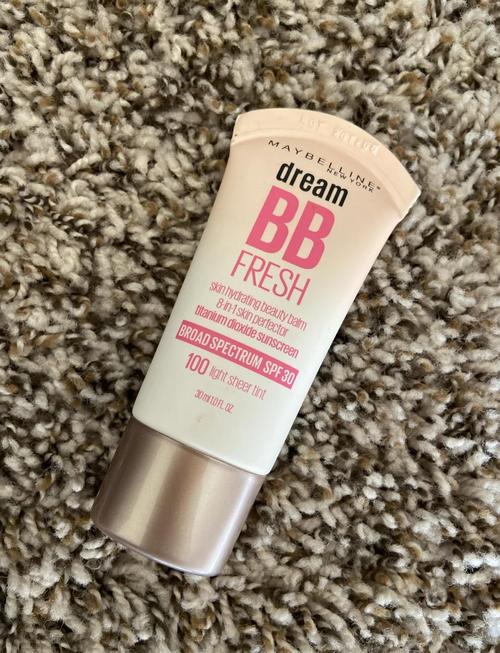 MAYBELLINE
NEW YORK
dream
BB
FRESH
skin hydrating beauty balm
8-in-1 skin perfector
titanium dioxide sunscreen
BROAD SPECTRUM SPF 30
100 light sheer tint
30 ml 1.0 FL. OZ.